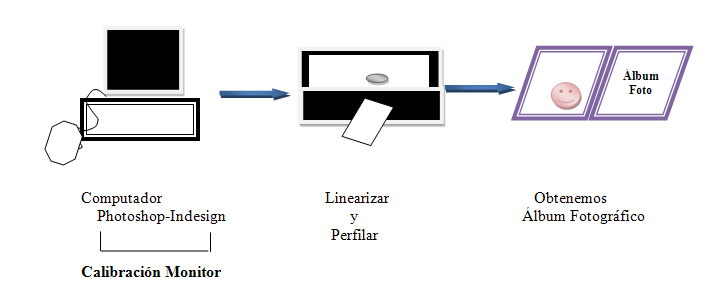 Álbum
Foto
Computador
Photoshop-Indesign
Calibración Monitor
Linearizar
y
Perfilar
Obtenemos
Álbum Fotográfico